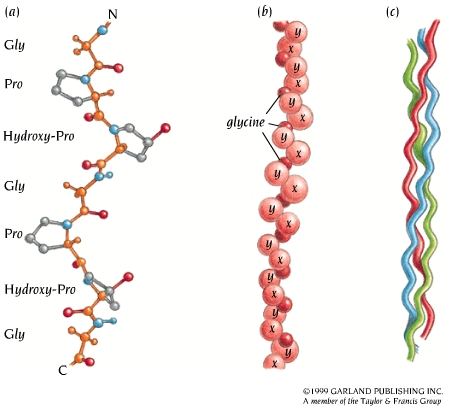 (a)
N
Gly
Pro
Hydroxy-Pro
Gly
Pro
Hydroxy-Pro
Gly
C
(b)
y
x
y
x
y
x
glycine
y
x
y
x
y
x
y
x
y
x
y
x
y
x
(c)
©1999 GARLAND PUBLISHING INC.
A member of the Taylor & Francis Group